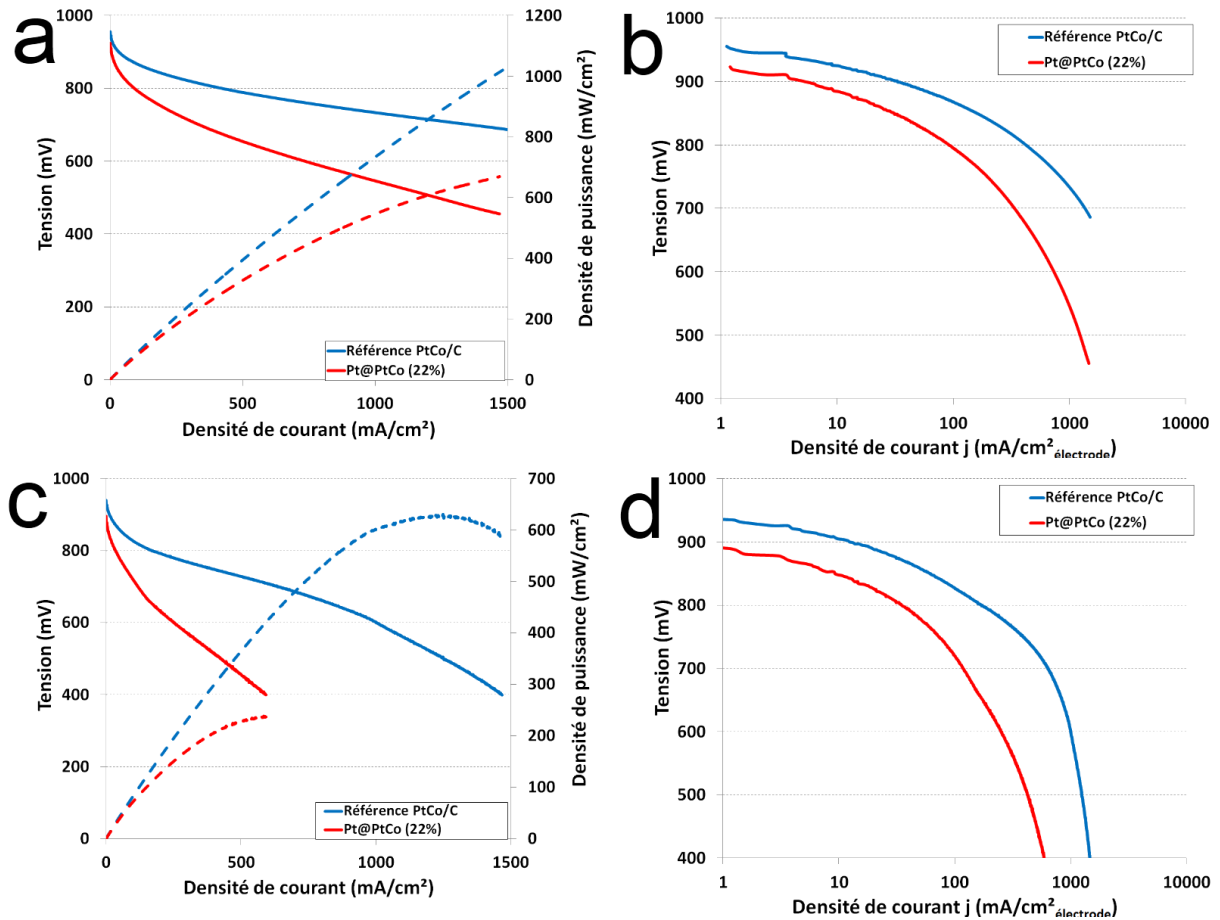 a
1000
800
600
400
200
0
Tension (mV)
1200
1000
800
600
400
200
0
Densité de puissance (mW/cm²)
Référence PtCo/C
Pt@PtCo (22%)
0
500
1000
1500
Densité de courant (mA/cm²)
b
1000
900
800
700
600
500
400
Tension (mV)
Référence PtCo/C
Pt@PtCo (22%)
1
10
100
1000
10000
Densité de courant j (mA/cm²électrode)
c
1000
800
600
400
200
0
Tension (mV)
700
600
500
400
300
200
100
0
Densité de puissance (mW/cm²)
Référence PtCo/C
Pt@PtCo (22%)
0
500
1000
1500
Densité de courant (mA/cm²)
d
1000
900
800
700
600
500
400
Tension (mV)
Référence PtCo/C
Pt@PtCo (22%)
1
10
100
1000
10000
Densité de courant j (mA/cm²électrode)